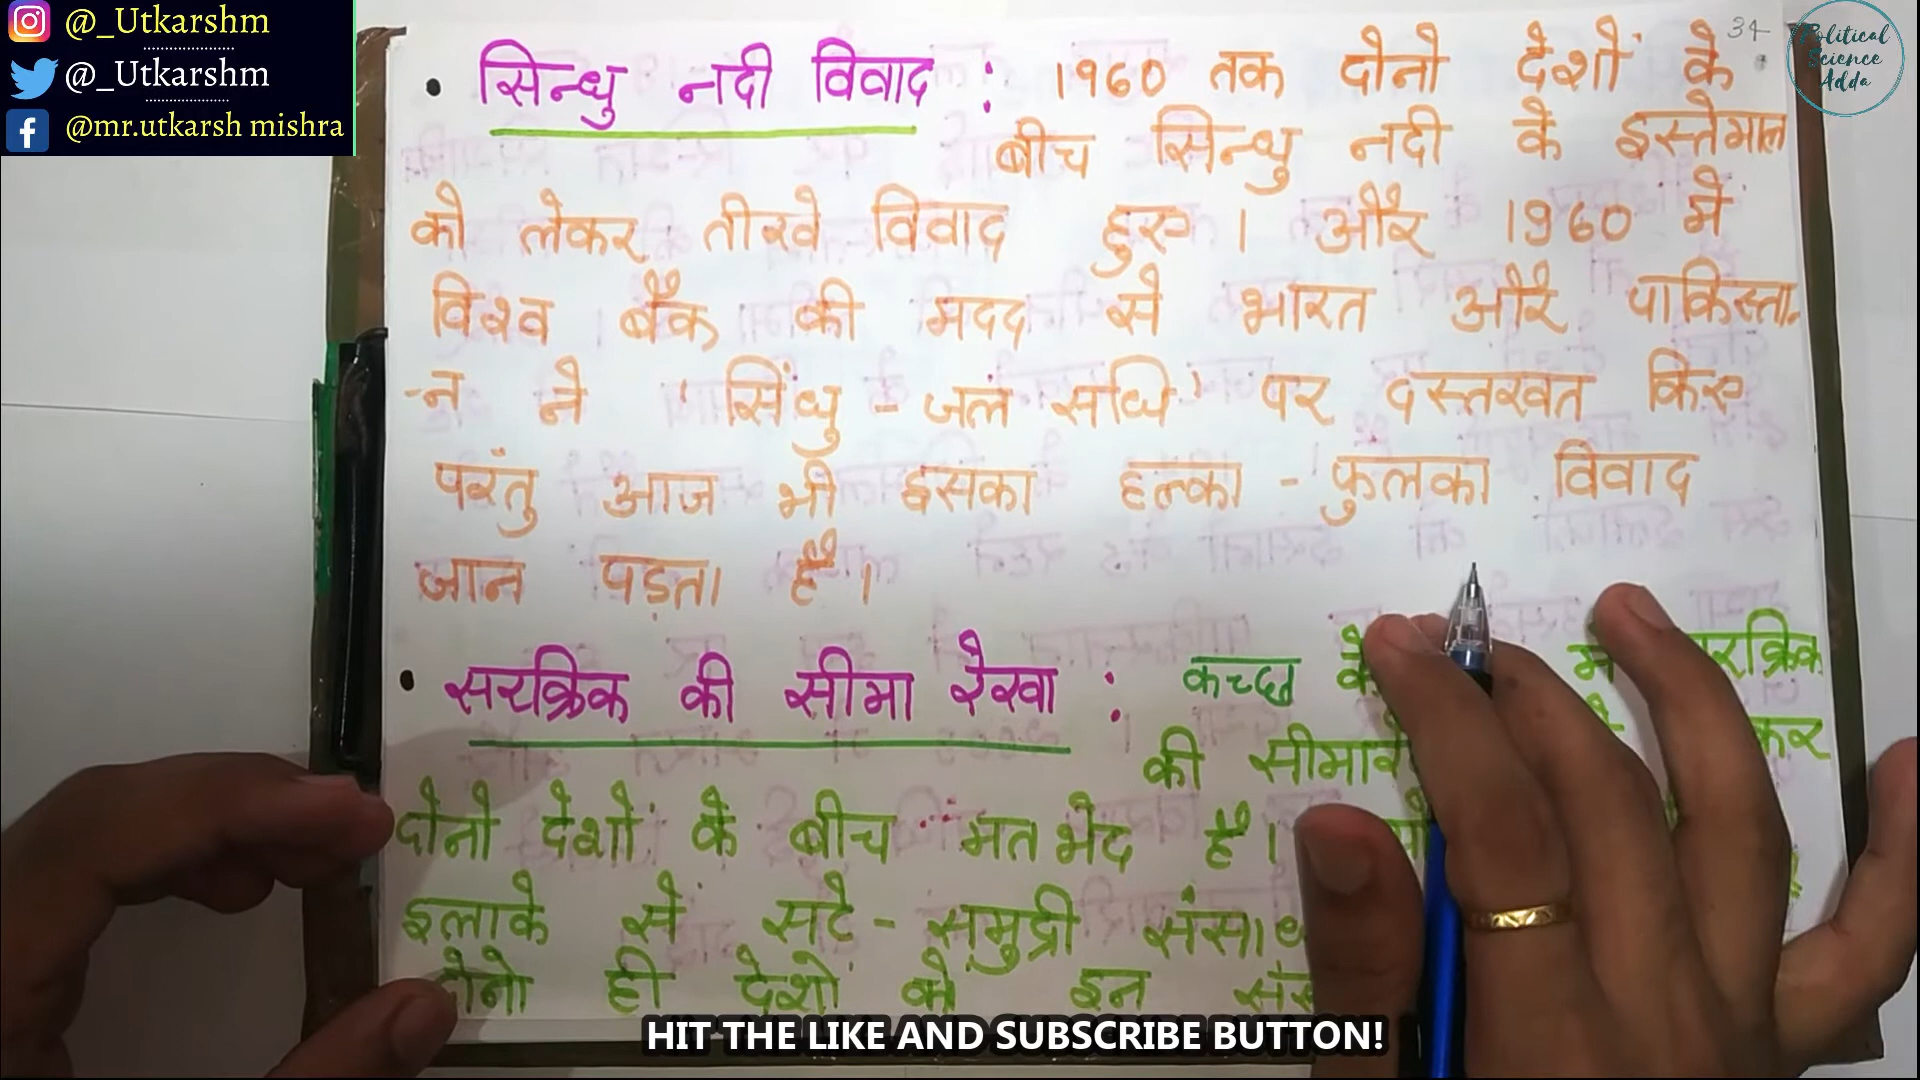 @_Utkarshm
@_Utkarshm
@mr.utkarsh mishra
34
Political
Science
Adda
• सिन्धु नदी विवाद : 1960 तक दोनो देशों के
बीच सिन्धु नदी के इस्तेमाल
को लेकर तीखे विवाद हुए । और 1960 में
विश्व बैंक की मदद से भारत और पाकिस्ता-
-न ने 'सिंधु - जल संधि' पर दस्तखत किए
परंतु आज भी इसका हल्का - फुलका विवाद
जान पड़ता है ।
• सरक्रिक की सीमा रेखा : कच्छ के
की
दोनो देशों के बीच मतभेद है ।
इलाके से सटे - समुद्री
दोनो ही देशो को इन
HIT THE LIKE AND SUBSCRIBE BUTTON!